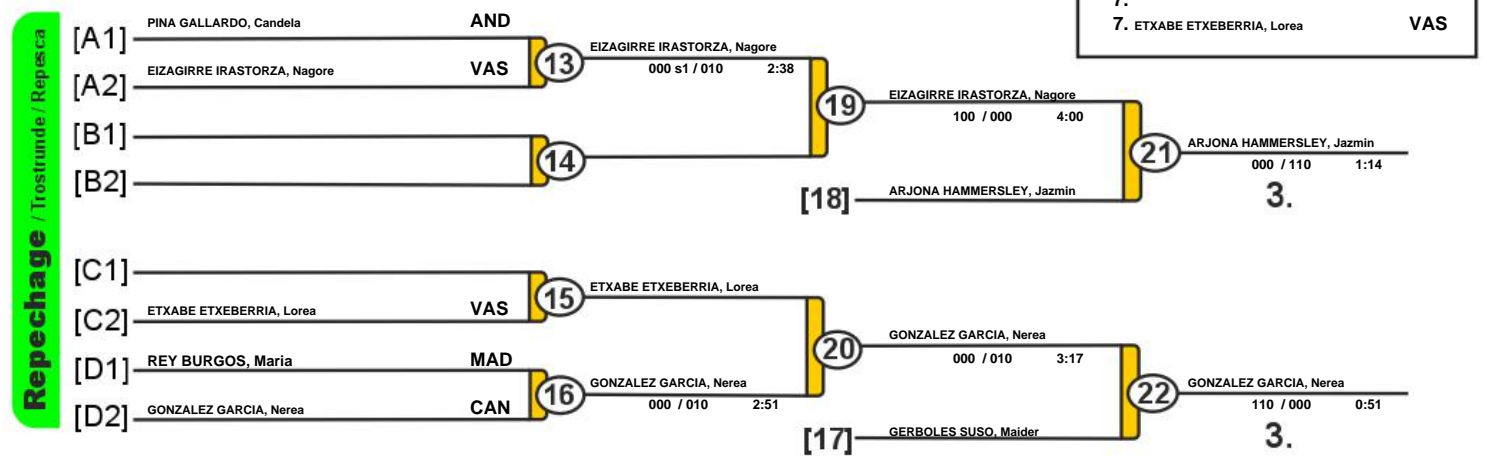 7.
7. ETXABE ETXEBERRIA, Lorea VAS
Repechage / Trostrunde / Repesca
[A1] PINA GALLARDO, Candela AND
[A2] EIZAGIRRE IRASTORZA, Nagore VAS
13
EIZAGIRRE IRASTORZA, Nagore
000 s1 / 010 2:38
[B1]
[B2]
14
19
EIZAGIRRE IRASTORZA, Nagore
100 / 000 4:00
[18] ARJONA HAMMERSLEY, Jazmin
21
ARJONA HAMMERSLEY, Jazmin
000 / 110 1:14
3.
[C1]
[C2] ETXABE ETXEBERRIA, Lorea VAS
15
ETXABE ETXEBERRIA, Lorea
[D1] REY BURGOS, Maria MAD
[D2] GONZALEZ GARCIA, Nerea CAN
16
GONZALEZ GARCIA, Nerea
000 / 010 2:51
20
GONZALEZ GARCIA, Nerea
000 / 010 3:17
[17] GERBOLES SUSO, Maider
22
GONZALEZ GARCIA, Nerea
110 / 000 0:51
3.